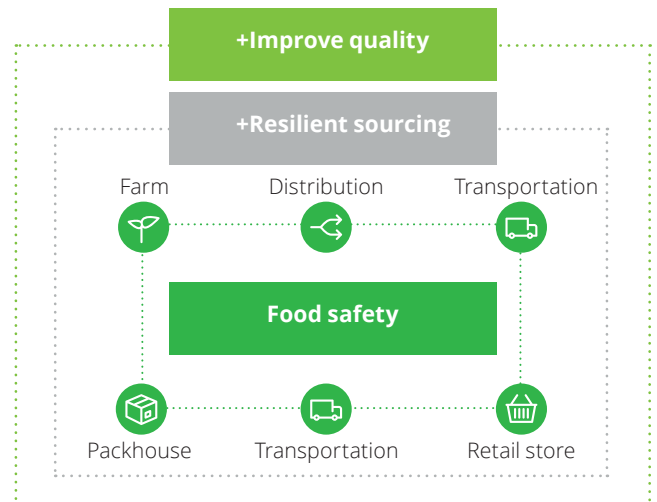 +Improve quality
+Resilient sourcing
Farm
Distribution
Transportation
Food safety
Packhouse
Transportation
Retail store